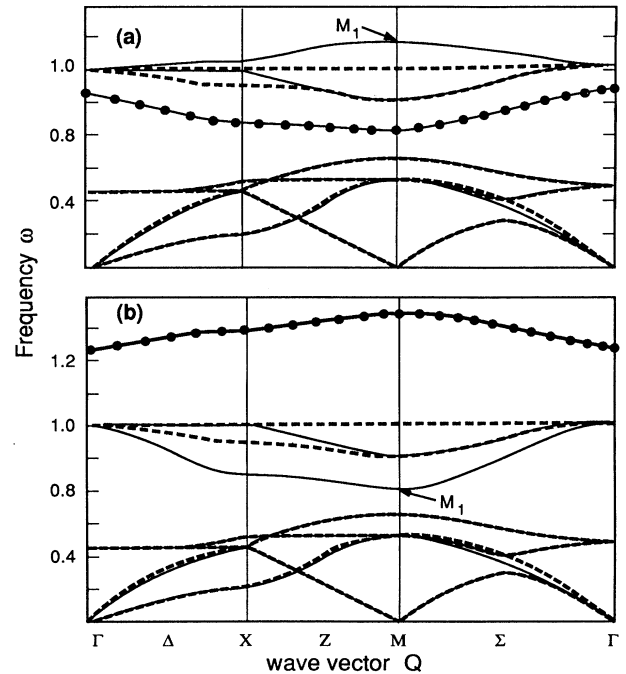 (a)
M1
1.0
0.8
0.4
Frequency ω
(b)
1.2
1.0
0.8
M1
0.4
Γ Δ X Z M Σ Γ
wave vector Q